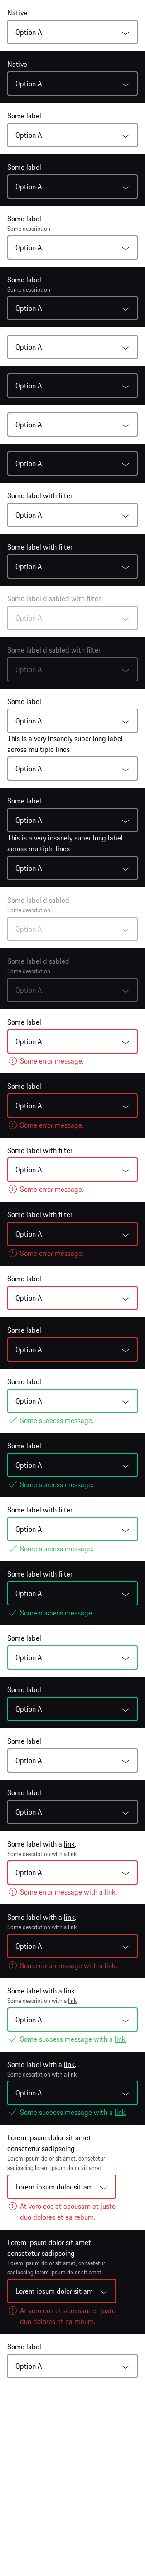 Native
Option A
Native
Option A
Some label
Option A
Some label
Option A
Some label
Some description
Option A
Some label
Some description
Option A
Option A
Option A
Option A
Option A
Some label with filter
Option A
Some label with filter
Option A
Some label disabled with filter
Option A
Some label disabled with filter
Option A
Some label
Option A
This is a very insanely super long label
across multiple lines
Option A
Some label
Option A
This is a very insanely super long label
across multiple lines
Option A
Some label disabled
Some description
Option A
Some label disabled
Some description
Option A
Some label
Option A
Some error message.
Some label
Option A
Some error message.
Some label with filter
Option A
Some error message.
Some label with filter
Option A
Some error message.
Some label
Option A
Some label
Option A
Some label
Option A
Some success message.
Some label
Option A
Some success message.
Some label with filter
Option A
Some success message.
Some label with filter
Option A
Some success message.
Some label
Option A
Some label
Option A
Some label
Option A
Some label
Option A
Some label with a link.
Some description with a link.
Option A
Some error message with a link.
Some label with a link.
Some description with a link.
Option A
Some error message with a link.
Some label with a link.
Some description with a link.
Option A
Some success message with a link.
Some label with a link.
Some description with a link.
Option A
Some success message with a link.
Lorem ipsum dolor sit amet,
consetetur sadipscing
Lorem ipsum dolor sit amet, consetetur
sadipscing lorem ipsum dolor sit amet
Lorem ipsum dolor sit am
At vero eos et accusam et justo
duo dolores et ea rebum.
Lorem ipsum dolor sit amet,
consetetur sadipscing
Lorem ipsum dolor sit amet, consetetur
sadipscing lorem ipsum dolor sit amet
Lorem ipsum dolor sit am
At vero eos et accusam et justo
duo dolores et ea rebum.
Some label
Option A